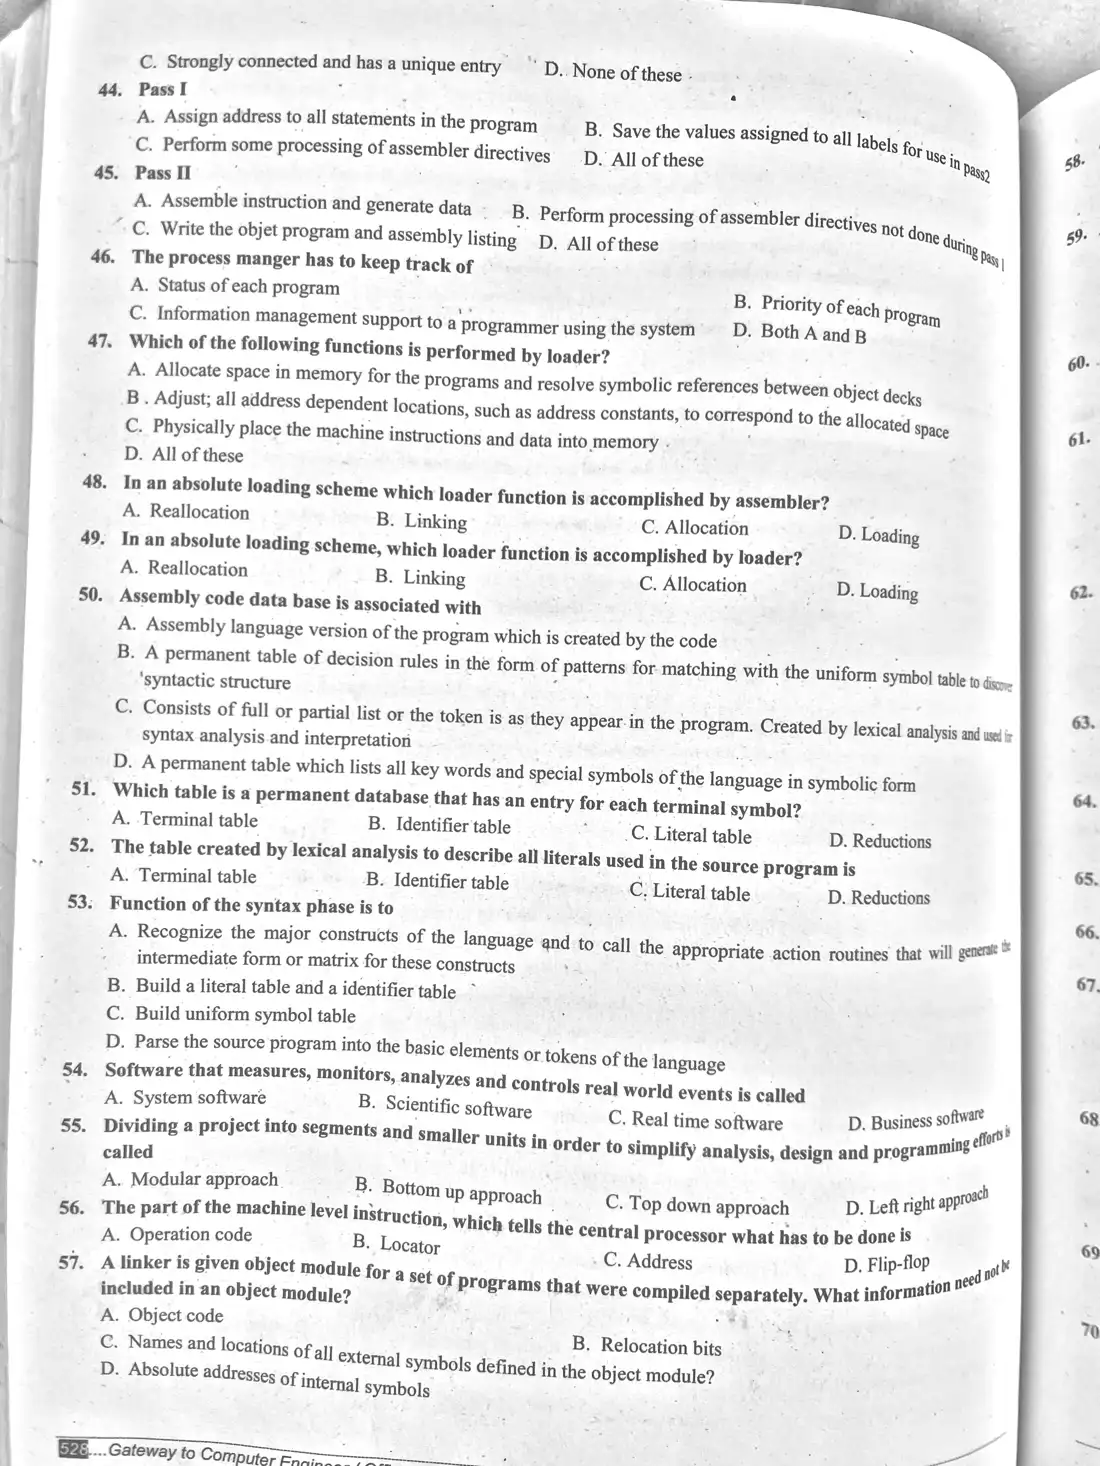 C. Strongly connected and has a unique entry D. None of these
44. Pass I
A. Assign address to all statements in the program B. Save the values assigned to all labels for use in pass2
C. Perform some processing of assembler directives D. All of these
45. Pass II
A. Assemble instruction and generate data B. Perform processing of assembler directives not done during pass I
C. Write the objet program and assembly listing D. All of these
46. The process manger has to keep track of
A. Status of each program B. Priority of each program
C. Information management support to a programmer using the system D. Both A and B
47. Which of the following functions is performed by loader?
A. Allocate space in memory for the programs and resolve symbolic references between object decks
B . Adjust; all address dependent locations, such as address constants, to correspond to the allocated space
C. Physically place the machine instructions and data into memory
D. All of these
48. In an absolute loading scheme which loader function is accomplished by assembler?
A. Reallocation B. Linking C. Allocation D. Loading
49. In an absolute loading scheme, which loader function is accomplished by loader?
A. Reallocation B. Linking C. Allocation D. Loading
50. Assembly code data base is associated with
A. Assembly language version of the program which is created by the code
B. A permanent table of decision rules in the form of patterns for matching with the uniform symbol table to discover
syntactic structure
C. Consists of full or partial list or the token is as they appear in the program. Created by lexical analysis and used for
syntax analysis and interpretation
D. A permanent table which lists all key words and special symbols of the language in symbolic form
51. Which table is a permanent database that has an entry for each terminal symbol?
A. Terminal table B. Identifier table C. Literal table D. Reductions
52. The table created by lexical analysis to describe all literals used in the source program is
A. Terminal table B. Identifier table C. Literal table D. Reductions
53. Function of the syntax phase is to
A. Recognize the major constructs of the language and to call the appropriate action routines that will generate the
intermediate form or matrix for these constructs
B. Build a literal table and a identifier table
C. Build uniform symbol table
D. Parse the source program into the basic elements or tokens of the language
54. Software that measures, monitors, analyzes and controls real world events is called
A. System software B. Scientific software C. Real time software D. Business software
55. Dividing a project into segments and smaller units in order to simplify analysis, design and programming efforts is
called
A. Modular approach B. Bottom up approach C. Top down approach D. Left right approach
56. The part of the machine level instruction, which tells the central processor what has to be done is
A. Operation code B. Locator C. Address D. Flip-flop
57. A linker is given object module for a set of programs that were compiled separately. What information need not be
included in an object module?
A. Object code B. Relocation bits
C. Names and locations of all external symbols defined in the object module?
D. Absolute addresses of internal symbols
528....Gateway to Computer
58.
59.
60.
61.
62.
63.
64.
65.
66.
67.
68
69
70